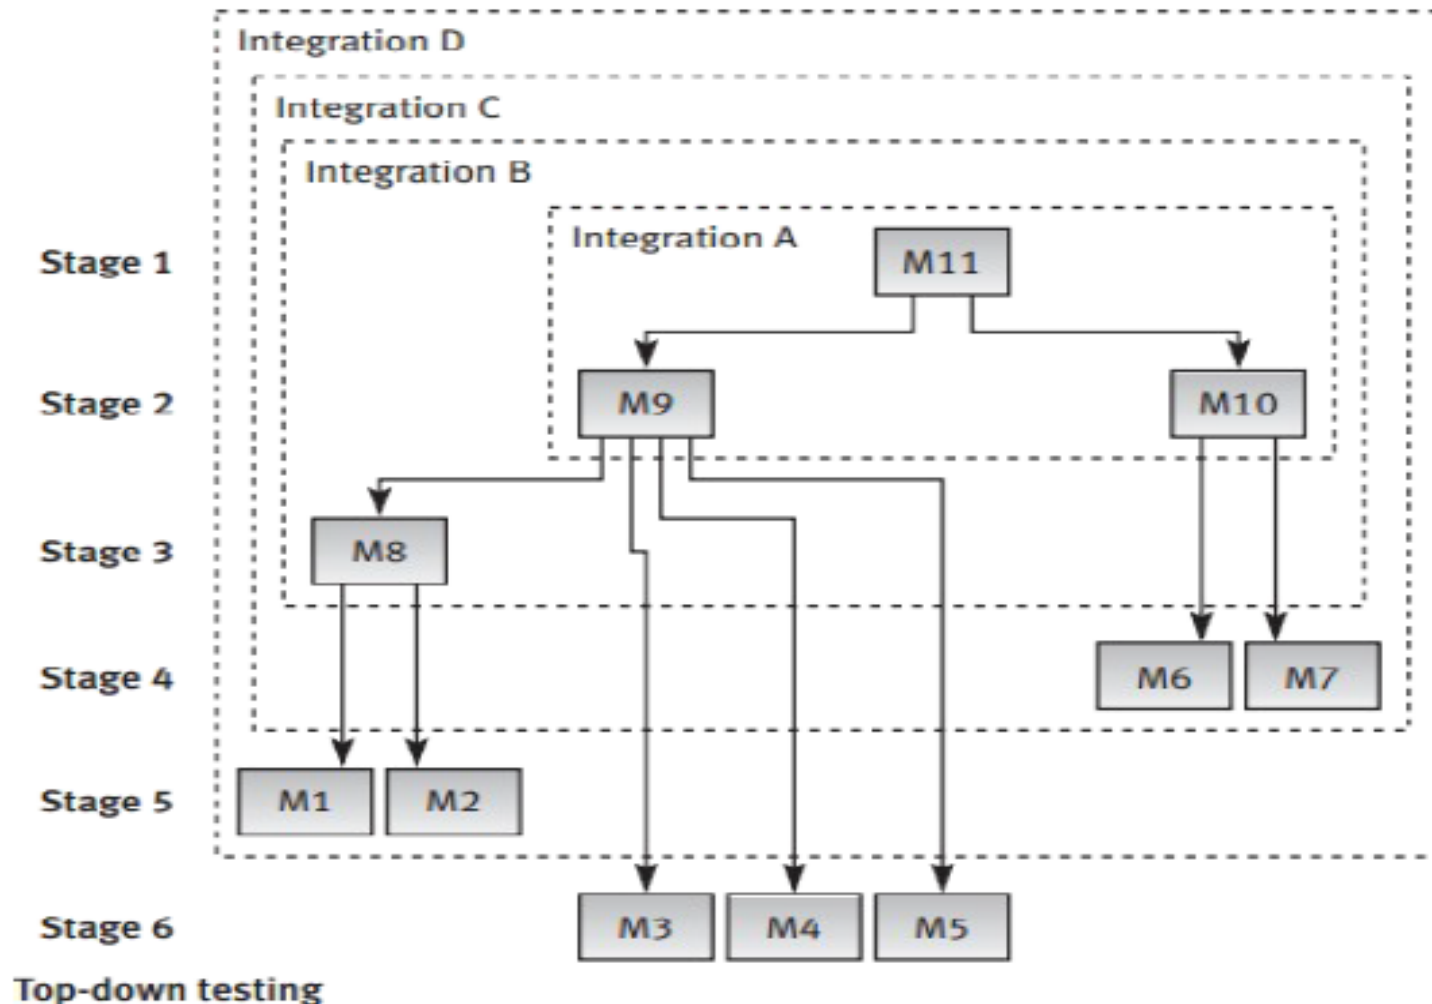 Integration D
Integration C
Integration B
Integration A
Stage 1
M11
Stage 2
M9
M10
Stage 3
M8
Stage 4
M6
M7
Stage 5
M1
M2
Stage 6
M3
M4
M5
Top-down testing